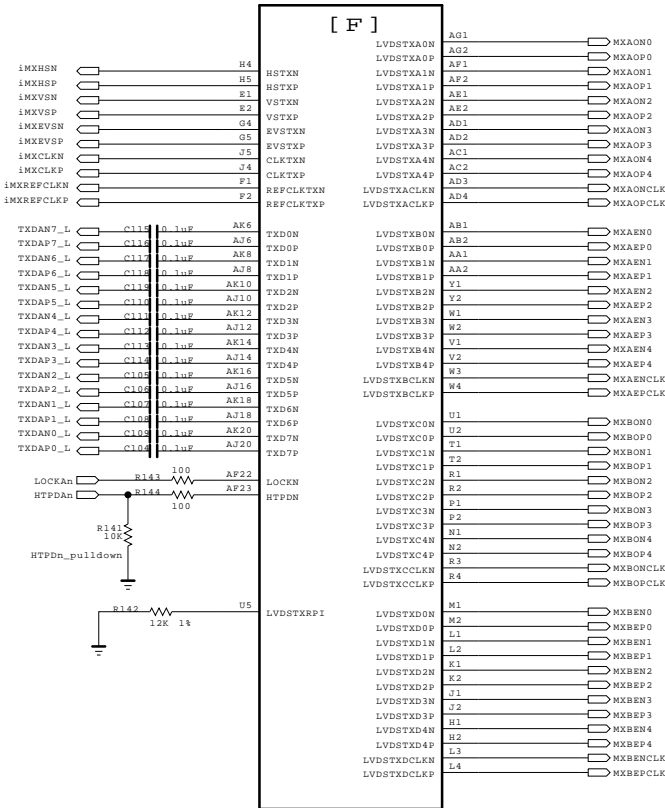 [ F ]
iMXHSN H4 HSTXN
iMXHSP H5 HSTXP
iMXVSN E1 VSTXN
iMXVSP E2 VSTXP
iMXEVSN G4 EVSTXN
iMXEVSP G5 EVSTXP
iMXCLKN J5 CLKTXN
iMXCLKP J4 CLKTXP
iMXREFCLKN F1 REFCLKTXN
iMXREFCLKP F2 REFCLKTXP
TXDAN7_L C115 0.1uF AK6 TXD0N
TXDAP7_L C116 0.1uF AJ6 TXD0P
TXDAN6_L C117 0.1uF AK8 TXD1N
TXDAP6_L C118 0.1uF AJ8 TXD1P
TXDAN5_L C119 0.1uF AK10 TXD2N
TXDAP5_L C110 0.1uF AJ10 TXD2P
TXDAN4_L C111 0.1uF AK12 TXD3N
TXDAP4_L C112 0.1uF AJ12 TXD3P
TXDAN3_L C113 0.1uF AK14 TXD4N
TXDAP3_L C114 0.1uF AJ14 TXD4P
TXDAN2_L C105 0.1uF AK16 TXD5N
TXDAP2_L C106 0.1uF AJ16 TXD5P
TXDAN1_L C107 0.1uF AK18 TXD6N
TXDAP1_L C108 0.1uF AJ18 TXD6P
TXDAN0_L C109 0.1uF AK20 TXD7N
TXDAP0_L C104 0.1uF AJ20 TXD7P
LOCKAn R143 100 AF22 LOCKN
HTPDAn R144 100 AF23 HTPDN
R141
10K
HTPDn_pulldown
R142 12K 1% U5 LVDSTXRPI
LVDSTXA0N AG1 MXAON0
LVDSTXA0P AG2 MXAOP0
LVDSTXA1N AF1 MXAON1
LVDSTXA1P AF2 MXAOP1
LVDSTXA2N AE1 MXAON2
LVDSTXA2P AE2 MXAOP2
LVDSTXA3N AD1 MXAON3
LVDSTXA3P AD2 MXAOP3
LVDSTXA4N AC1 MXAON4
LVDSTXA4P AC2 MXAOP4
LVDSTXACLKN AD3 MXAONCLK
LVDSTXACLKP AD4 MXAOPCLK
LVDSTXB0N AB1 MXAEN0
LVDSTXB0P AB2 MXAEP0
LVDSTXB1N AA1 MXAEN1
LVDSTXB1P AA2 MXAEP1
LVDSTXB2N Y1 MXAEN2
LVDSTXB2P Y2 MXAEP2
LVDSTXB3N W1 MXAEN3
LVDSTXB3P W2 MXAEP3
LVDSTXB4N V1 MXAEN4
LVDSTXB4P V2 MXAEP4
LVDSTXBCLKN W3 MXAENCLK
LVDSTXBCLKP W4 MXAEPCLK
LVDSTXC0N U1 MXBON0
LVDSTXC0P U2 MXBOP0
LVDSTXC1N T1 MXBON1
LVDSTXC1P T2 MXBOP1
LVDSTXC2N R1 MXBON2
LVDSTXC2P R2 MXBOP2
LVDSTXC3N P1 MXBON3
LVDSTXC3P P2 MXBOP3
LVDSTXC4N N1 MXBON4
LVDSTXC4P N2 MXBOP4
LVDSTXCCLKN R3 MXBONCLK
LVDSTXCCLKP R4 MXBOPCLK
LVDSTXD0N M1 MXBEN0
LVDSTXD0P M2 MXBEP0
LVDSTXD1N L1 MXBEN1
LVDSTXD1P L2 MXBEP1
LVDSTXD2N K1 MXBEN2
LVDSTXD2P K2 MXBEP2
LVDSTXD3N J1 MXBEN3
LVDSTXD3P J2 MXBEP3
LVDSTXD4N H1 MXBEN4
LVDSTXD4P H2 MXBEP4
LVDSTXDCLKN L3 MXBENCLK
LVDSTXDCLKP L4 MXBEPCLK